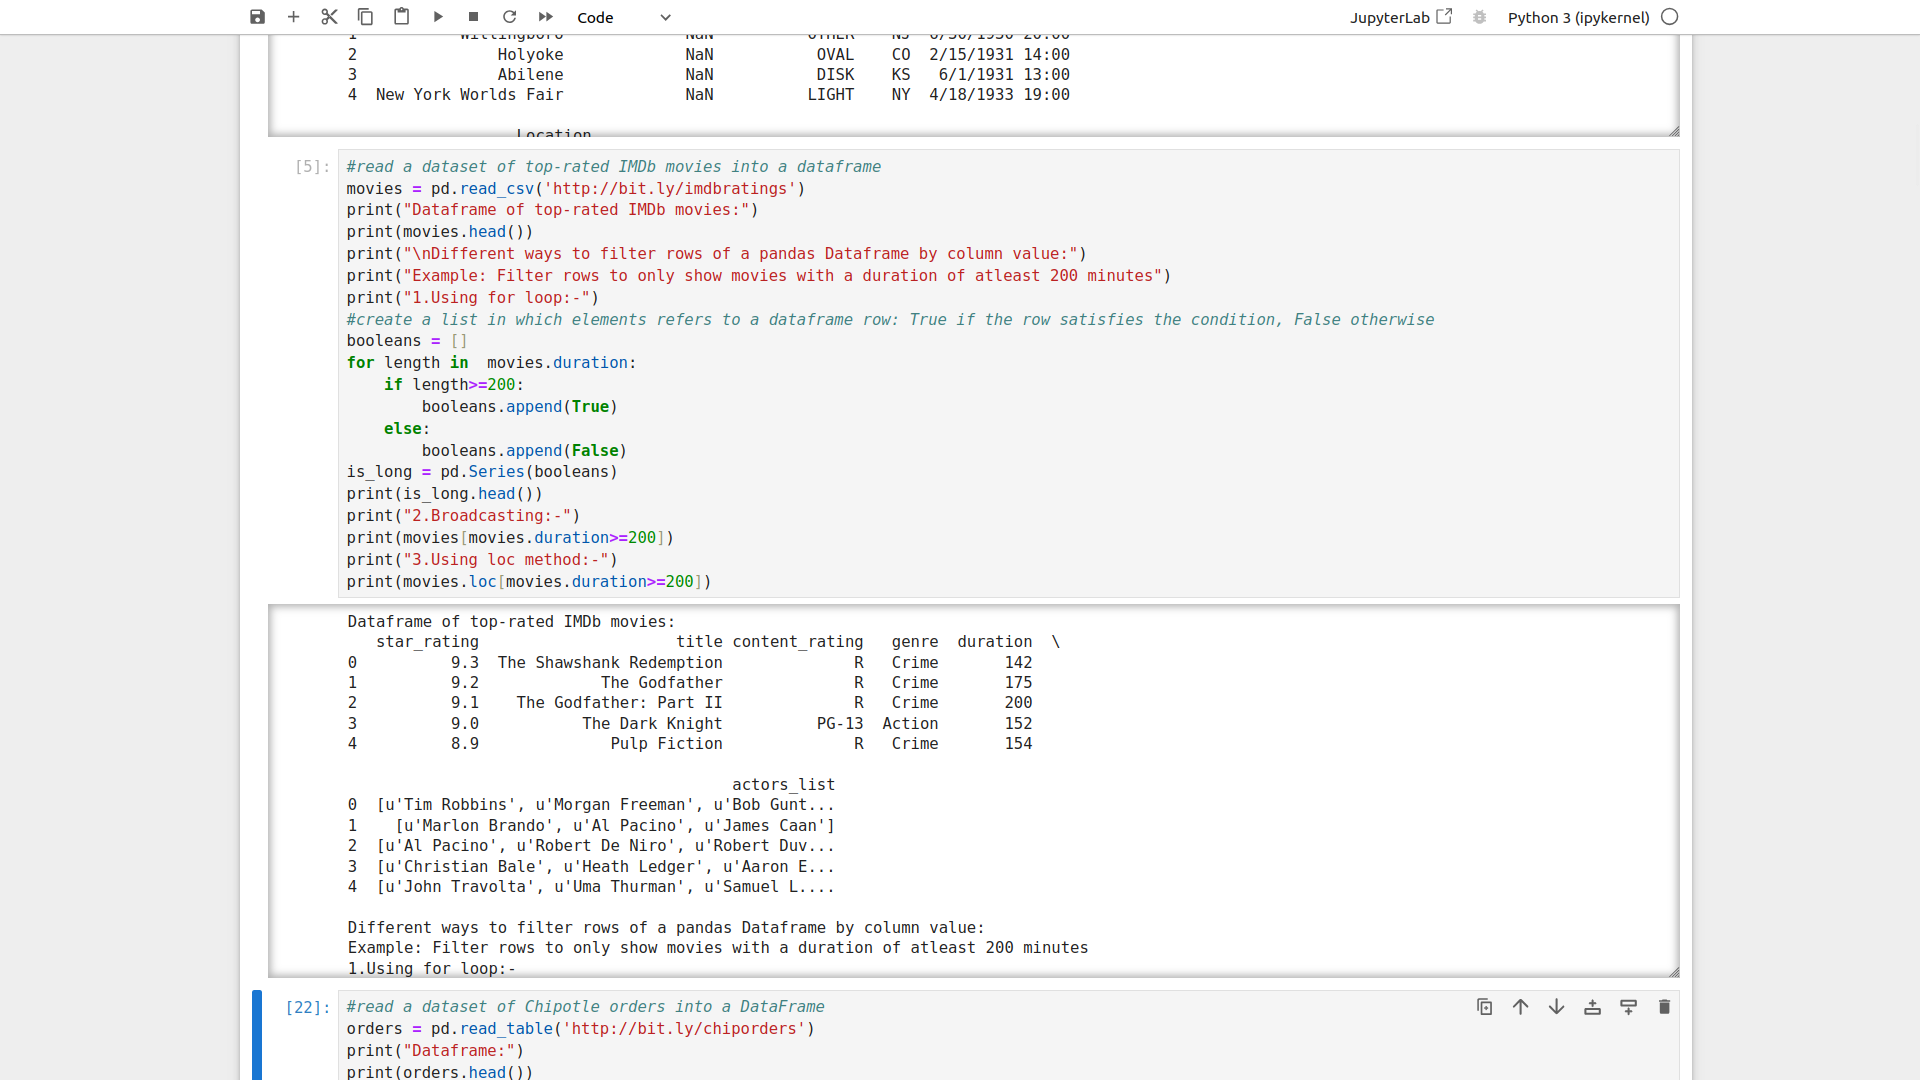 Code
JupyterLab
Python 3 (ipykernel)
1 Willingboro NaN OTHER NJ 6/30/1930 20:00
2 Holyoke NaN OVAL CO 2/15/1931 14:00
3 Abilene NaN DISK KS 6/1/1931 13:00
4 New York Worlds Fair NaN LIGHT NY 4/18/1933 19:00
Location
[5]:
#read a dataset of top-rated IMDb movies into a dataframe
movies = pd.read_csv('http://bit.ly/imdbratings')
print("Dataframe of top-rated IMDb movies:")
print(movies.head())
print("\nDifferent ways to filter rows of a pandas Dataframe by column value:")
print("Example: Filter rows to only show movies with a duration of atleast 200 minutes")
print("1.Using for loop:-")
#create a list in which elements refers to a dataframe row: True if the row satisfies the condition, False otherwise
booleans = []
for length in  movies.duration:
    if length>=200:
        booleans.append(True)
    else:
        booleans.append(False)
is_long = pd.Series(booleans)
print(is_long.head())
print("2.Broadcasting:-")
print(movies[movies.duration>=200])
print("3.Using loc method:-")
print(movies.loc[movies.duration>=200])
Dataframe of top-rated IMDb movies:
star_rating title content_rating genre duration \
0 9.3 The Shawshank Redemption R Crime 142
1 9.2 The Godfather R Crime 175
2 9.1 The Godfather: Part II R Crime 200
3 9.0 The Dark Knight PG-13 Action 152
4 8.9 Pulp Fiction R Crime 154
actors_list
0 [u'Tim Robbins', u'Morgan Freeman', u'Bob Gunt...
1 [u'Marlon Brando', u'Al Pacino', u'James Caan']
2 [u'Al Pacino', u'Robert De Niro', u'Robert Duv...
3 [u'Christian Bale', u'Heath Ledger', u'Aaron E...
4 [u'John Travolta', u'Uma Thurman', u'Samuel L....
Different ways to filter rows of a pandas Dataframe by column value:
Example: Filter rows to only show movies with a duration of atleast 200 minutes
1.Using for loop:-
[22]:
#read a dataset of Chipotle orders into a DataFrame
orders = pd.read_table('http://bit.ly/chiporders')
print("Dataframe:")
print(orders.head())